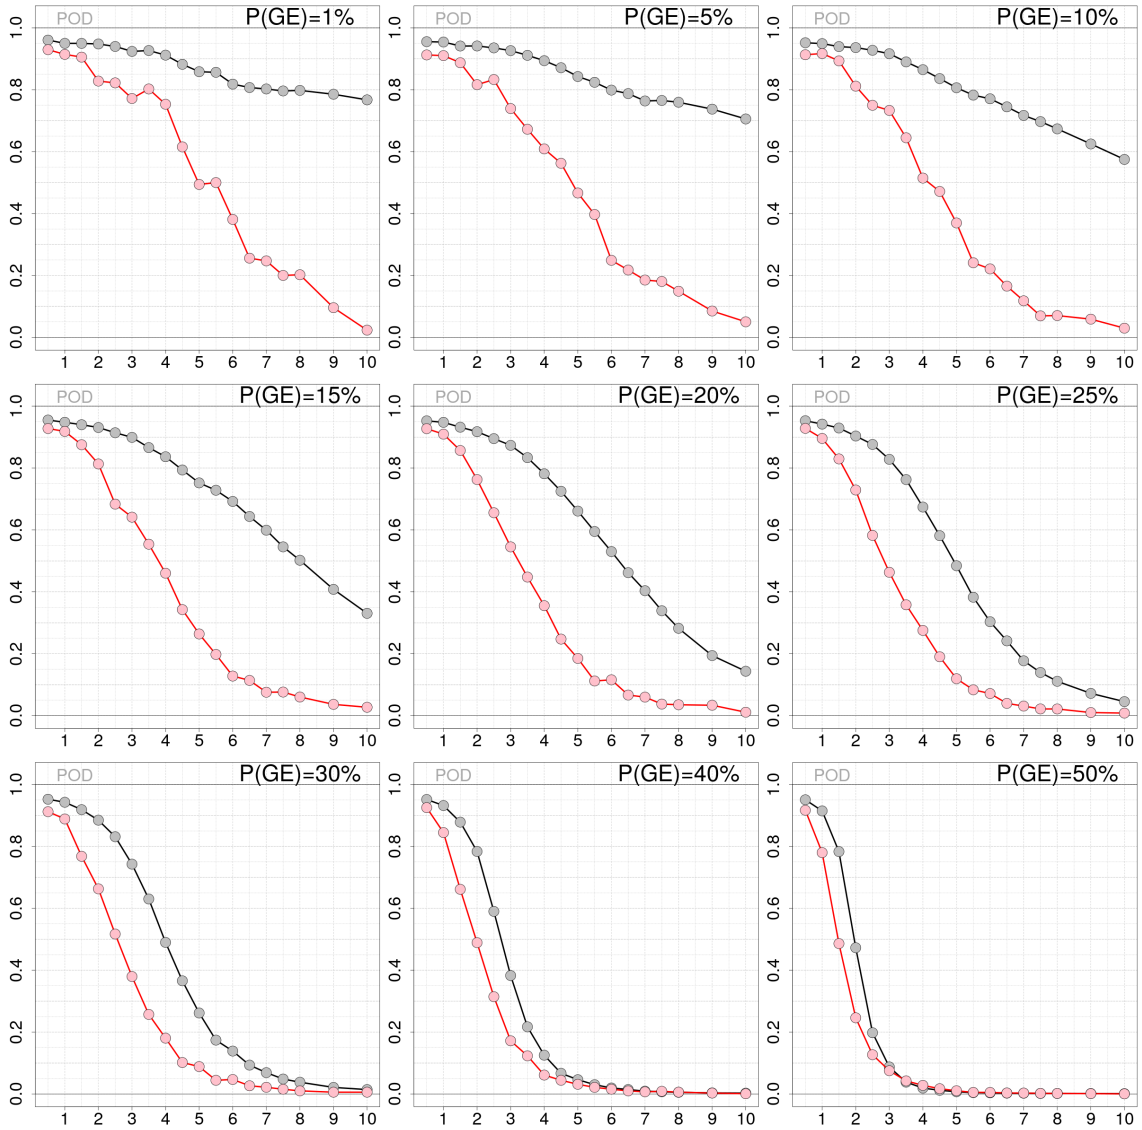 POD P(GE)=1%
0.0 0.2 0.4 0.6 0.8 1.0
1 2 3 4 5 6 7 8 9 10
POD P(GE)=5%
0.0 0.2 0.4 0.6 0.8 1.0
1 2 3 4 5 6 7 8 9 10
POD P(GE)=10%
0.0 0.2 0.4 0.6 0.8 1.0
1 2 3 4 5 6 7 8 9 10
POD P(GE)=15%
0.0 0.2 0.4 0.6 0.8 1.0
1 2 3 4 5 6 7 8 9 10
POD P(GE)=20%
0.0 0.2 0.4 0.6 0.8 1.0
1 2 3 4 5 6 7 8 9 10
POD P(GE)=25%
0.0 0.2 0.4 0.6 0.8 1.0
1 2 3 4 5 6 7 8 9 10
POD P(GE)=30%
0.0 0.2 0.4 0.6 0.8 1.0
1 2 3 4 5 6 7 8 9 10
POD P(GE)=40%
0.0 0.2 0.4 0.6 0.8 1.0
1 2 3 4 5 6 7 8 9 10
POD P(GE)=50%
0.0 0.2 0.4 0.6 0.8 1.0
1 2 3 4 5 6 7 8 9 10